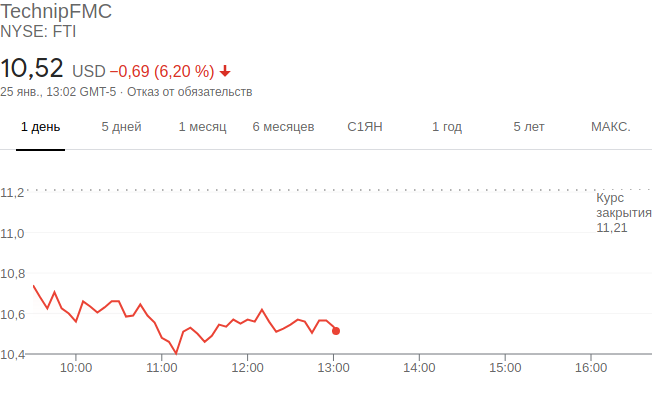 TechnipFMC
NYSE: FTI
10,52 USD −0,69 (6,20 %)
25 янв., 13:02 GMT-5 · Отказ от обязательств
1 день 5 дней 1 месяц 6 месяцев С1ЯН 1 год 5 лет МАКС.
11,2
Курс
закрытия
11,21
11,0
10,8
10,6
10,4
10:00 11:00 12:00 13:00 14:00 15:00 16:00